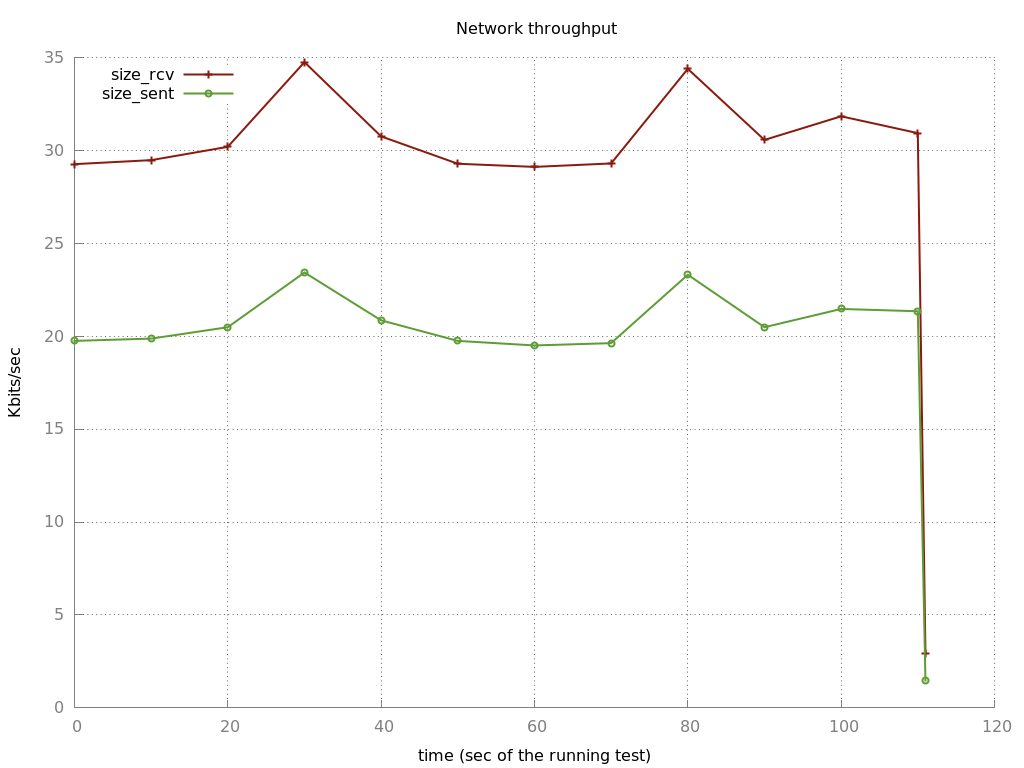 Network throughput
size_rcv
size_sent
35
30
25
20
15
10
5
0
Kbits/sec
0 20 40 60 80 100 120
time (sec of the running test)